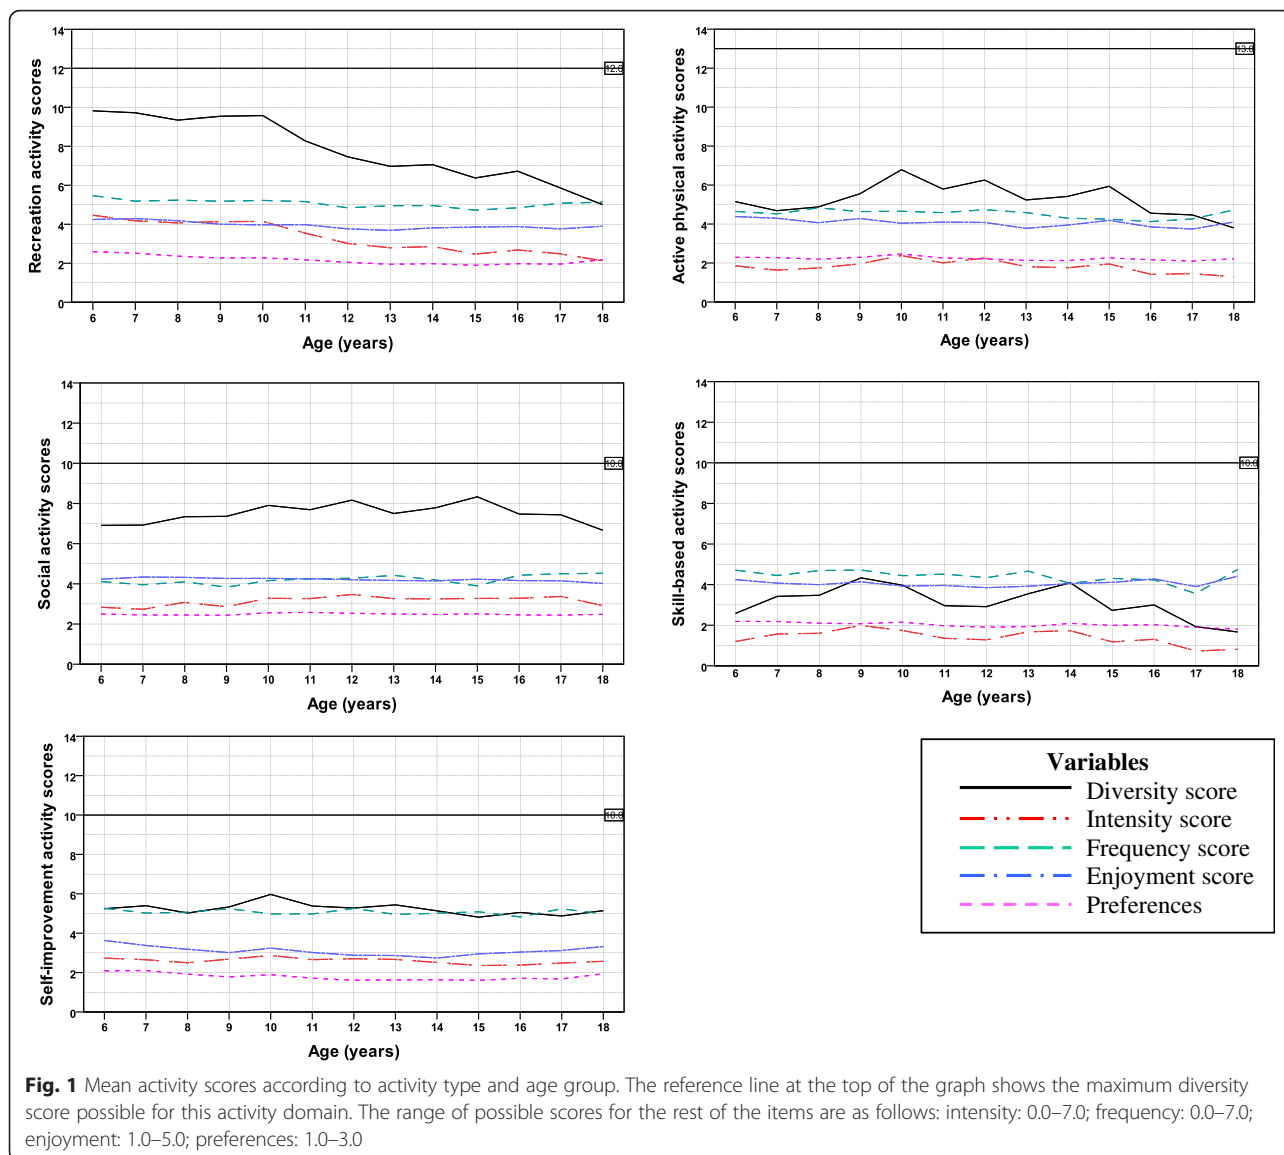 14
12
10
8
6
4
2
0
Recreation activity scores
12.0
6 7 8 9 10 11 12 13 14 15 16 17 18
Age (years)
14
12
10
8
6
4
2
0
Active physical activity scores
13.0
6 7 8 9 10 11 12 13 14 15 16 17 18
Age (years)
14
12
10
8
6
4
2
0
Social activity scores
10.0
6 7 8 9 10 11 12 13 14 15 16 17 18
Age (years)
14
12
10
8
6
4
2
0
Skill-based activity scores
10.0
6 7 8 9 10 11 12 13 14 15 16 17 18
Age (years)
14
12
10
8
6
4
2
0
Self-improvement activity scores
10.0
6 7 8 9 10 11 12 13 14 15 16 17 18
Age (years)
Variables
Diversity score
Intensity score
Frequency score
Enjoyment score
Preferences
Fig. 1 Mean activity scores according to activity type and age group. The reference line at the top of the graph shows the maximum diversity
score possible for this activity domain. The range of possible scores for the rest of the items are as follows: intensity: 0.0–7.0; frequency: 0.0–7.0;
enjoyment: 1.0–5.0; preferences: 1.0–3.0